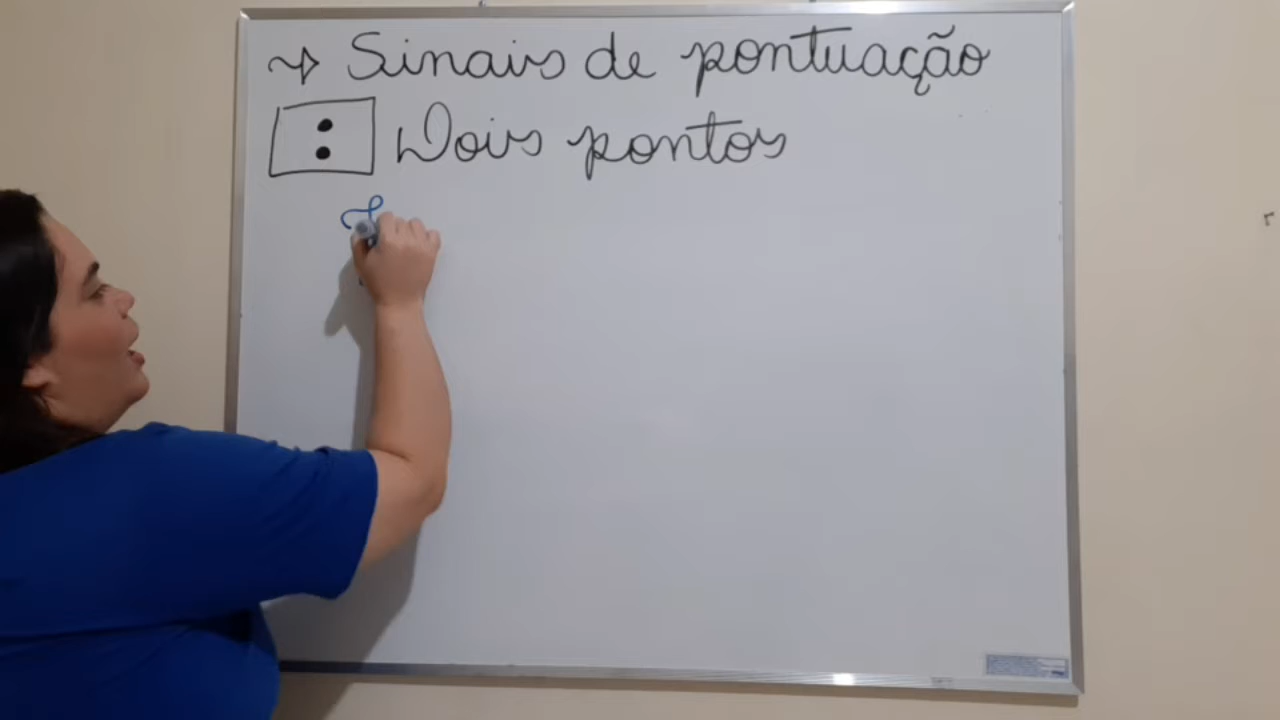 → Sinais de pontuação
: Dois pontos